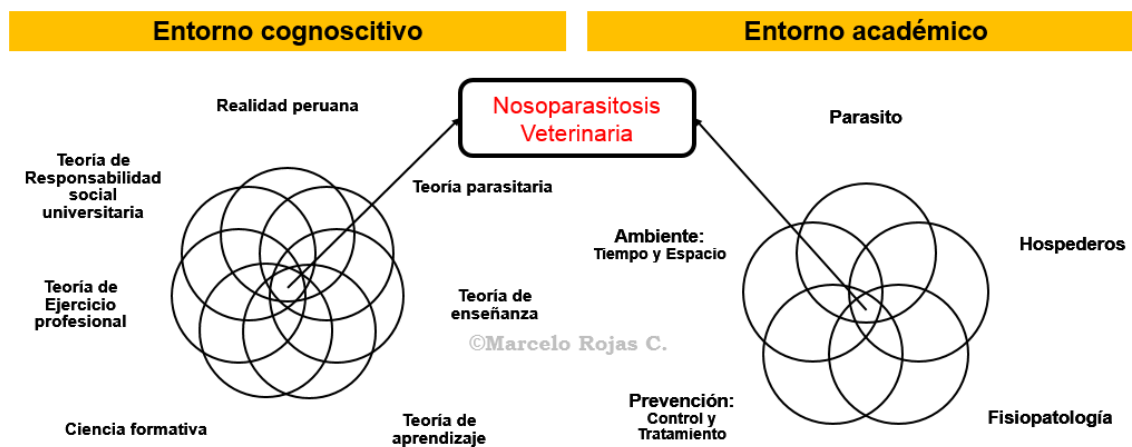 Entorno cognoscitivo
Entorno académico
Nosoparasitosis
Veterinaria
Realidad peruana
Teoría de
Responsabilidad
social
universitaria
Teoría parasitaria
Teoría de
Ejercicio
profesional
Teoría de
enseñanza
Ciencia formativa
Teoría de
aprendizaje
©Marcelo Rojas C.
Parasito
Ambiente:
Tiempo y Espacio
Hospederos
Prevención:
Control y
Tratamiento
Fisiopatología